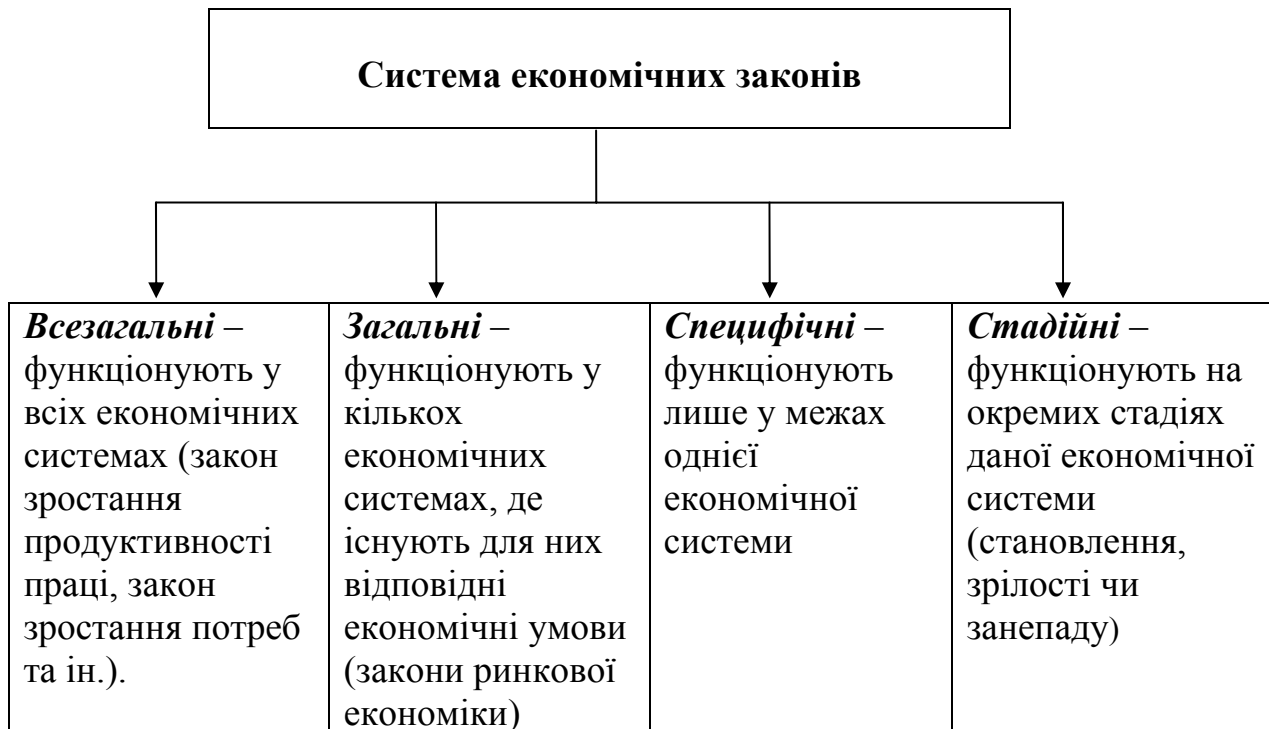 Система економічних законів
Всезагальні –
функціонують у
всіх економічних
системах (закон
зростання
продуктивності
праці, закон
зростання потреб
та ін.).
Загальні –
функціонують у
кількох
економічних
системах, де
існують для них
відповідні
економічні умови
(закони ринкової
економіки)
Специфічні –
функціонують
лише у межах
однієї
економічної
системи
Стадійні –
функціонують на
окремих стадіях
даної економічної
системи
(становлення,
зрілості чи
занепаду)